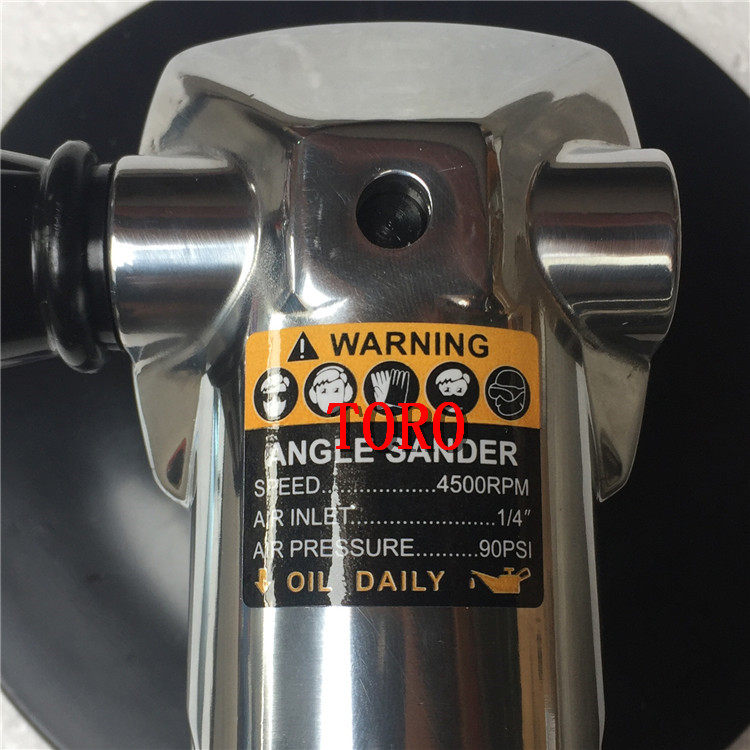 WARNING
TORO
ANGLE SANDER
SPEED..................4500RPM
AIR INLET.......................1/4"
AIR PRESSURE..........90PSI
OIL DAILY